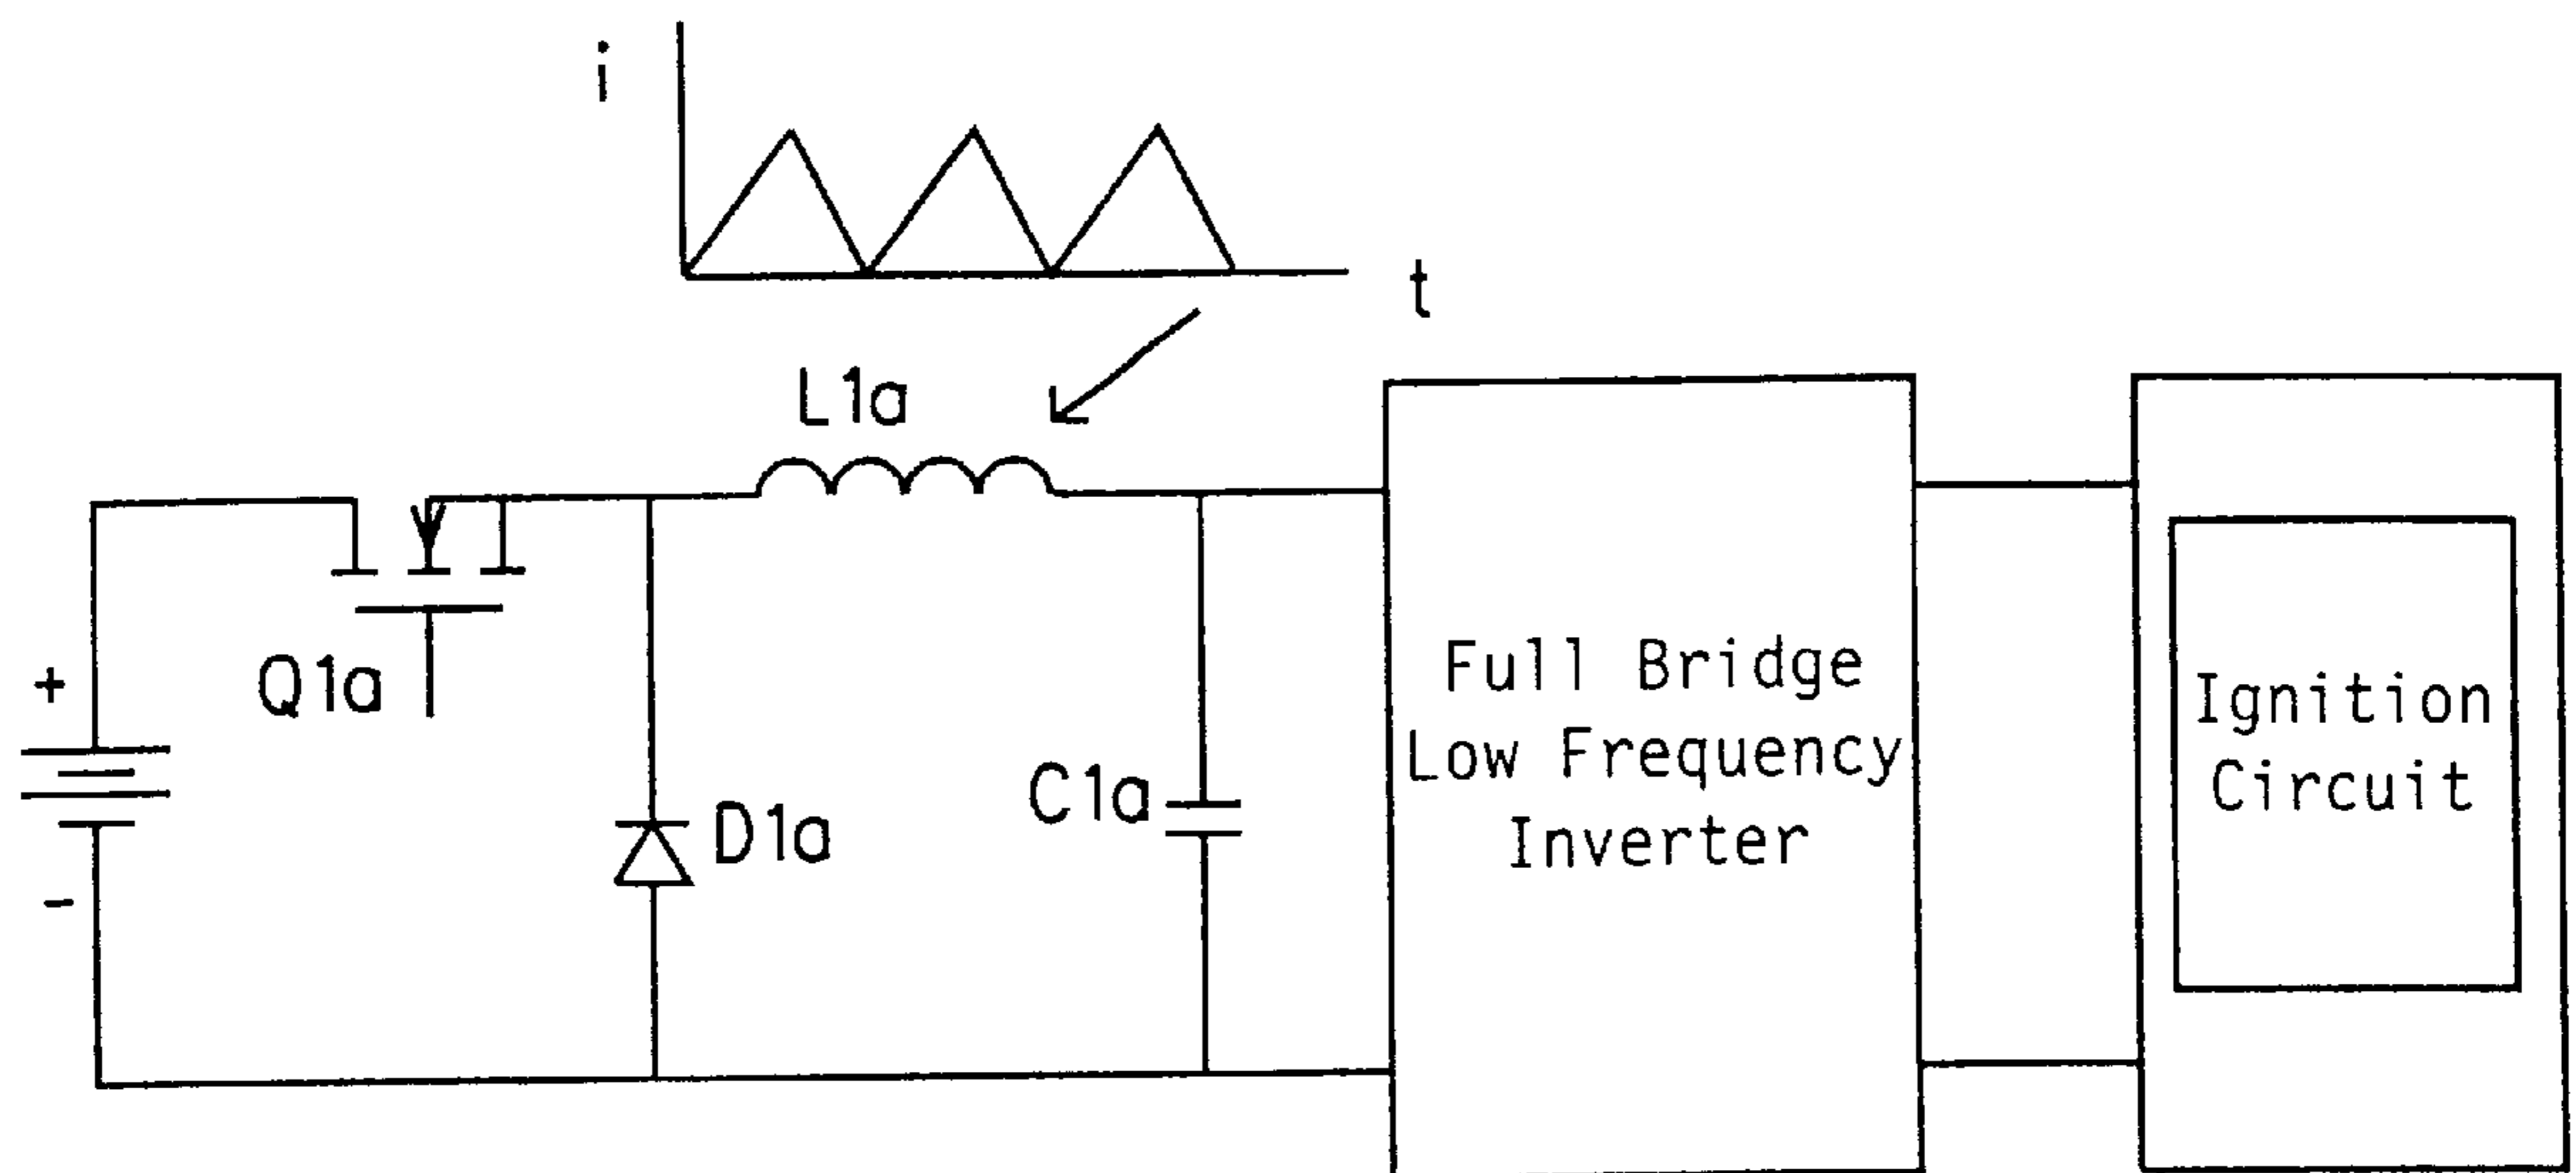 i
t
L1a
Q1a
+
-
D1a
C1a
Full Bridge
Low Frequency
Inverter
Ignition
Circuit